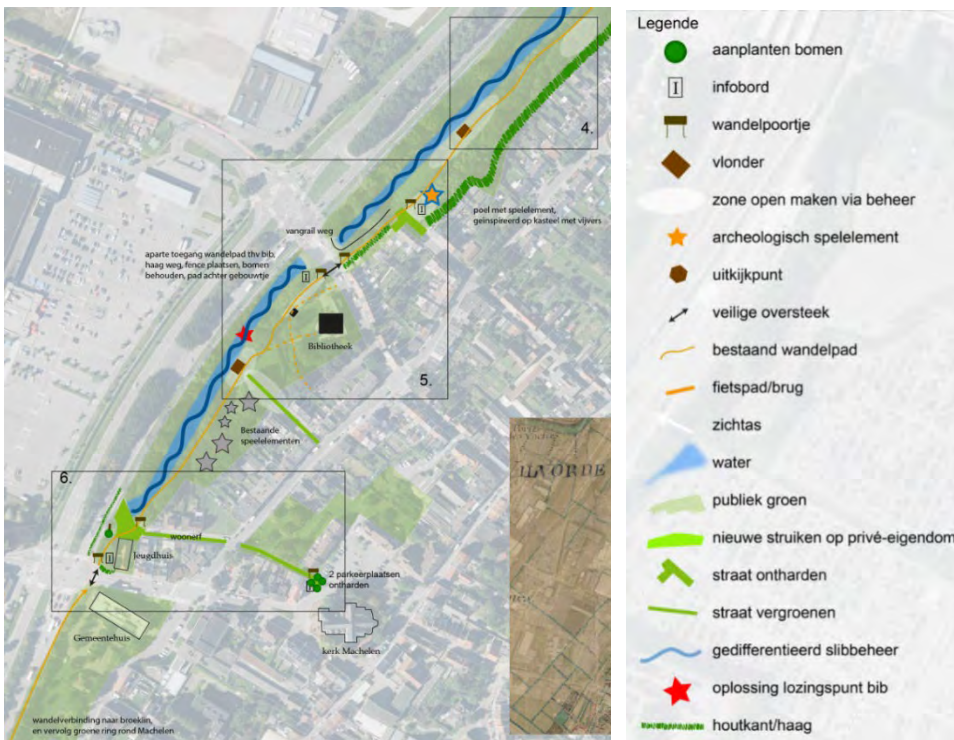 4.
poel met spelelement,
geïnspireerd op kasteel met vijvers
vangrail weg
aparte toegang wandelpad thv bib,
haag weg, fence plaatsen, bomen
behouden, pad achter gebouwtje
I
I
Bibliotheek
5.
Bestaande
speelelementen
6.
woonerf
Jeugdhuis
I
2 parkeerplaatsen
ontharden
Gemeentehuis
kerk Machelen
wandelverbinding naar broeklin,
en vervolg groene ring rond Machelen
Legende
aanplanten bomen
I
infobord
wandelpoortje
vlonder
zone open maken via beheer
archeologisch spelelement
uitkijkpunt
veilige oversteek
bestaand wandelpad
fietspad/brug
zichtas
water
publiek groen
nieuwe struiken op privé-eigendom
straat ontharden
straat vergroenen
gedifferentieerd slibbeheer
oplossing lozingspunt bib
houtkant/haag